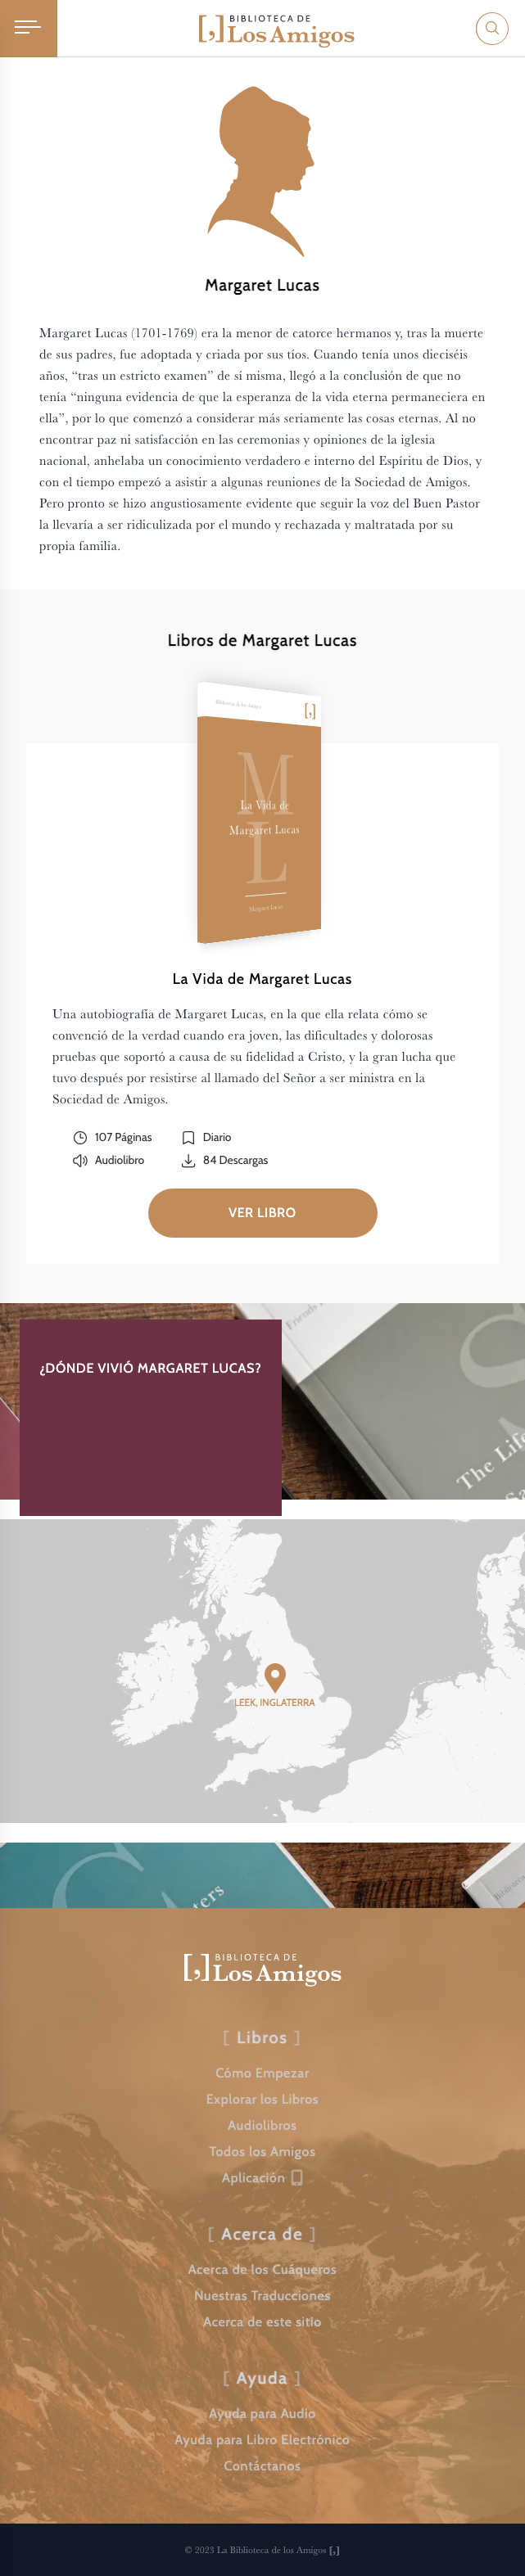 BIBLIOTECA DE
[,] Los Amigos
Margaret Lucas
Margaret Lucas (1701-1769) era la menor de catorce hermanos y, tras la muerte
de sus padres, fue adoptada y criada por sus tíos. Cuando tenía unos dieciséis
años, “tras un estricto examen” de sí misma, llegó a la conclusión de que no
tenía “ninguna evidencia de que la esperanza de la vida eterna permaneciera en
ella”, por lo que comenzó a considerar más seriamente las cosas eternas. Al no
encontrar paz ni satisfacción en las ceremonias y opiniones de la iglesia
nacional, anhelaba un conocimiento verdadero e interno del Espíritu de Dios, y
con el tiempo empezó a asistir a algunas reuniones de la Sociedad de Amigos.
Pero pronto se hizo angustiosamente evidente que seguir la voz del Buen Pastor
la llevaría a ser ridiculizada por el mundo y rechazada y maltratada por su
propia familia.
Libros de Margaret Lucas
Biblioteca de los Amigos
[,]
M
L
La Vida de
Margaret Lucas
Margaret Lucas
La Vida de Margaret Lucas
Una autobiografía de Margaret Lucas, en la que ella relata cómo se
convenció de la verdad cuando era joven, las dificultades y dolorosas
pruebas que soportó a causa de su fidelidad a Cristo, y la gran lucha que
tuvo después por resistirse al llamado del Señor a ser ministra en la
Sociedad de Amigos.
107 Páginas
Diario
Audiolibro
84 Descargas
VER LIBRO
Friends
¿DÓNDE VIVIÓ MARGARET LUCAS?
S
The Life
Sa
LEEK, INGLATERRA
C
ters
BIBLIOTECA DE
[,] Los Amigos
[ Libros ]
Cómo Empezar
Explorar los Libros
Audiolibros
Todos los Amigos
Aplicación
[ Acerca de ]
Acerca de los Cuáqueros
Nuestras Traducciones
Acerca de este sitio
[ Ayuda ]
Ayuda para Audio
Ayuda para Libro Electrónico
Contáctanos
© 2023 La Biblioteca de los Amigos [,]